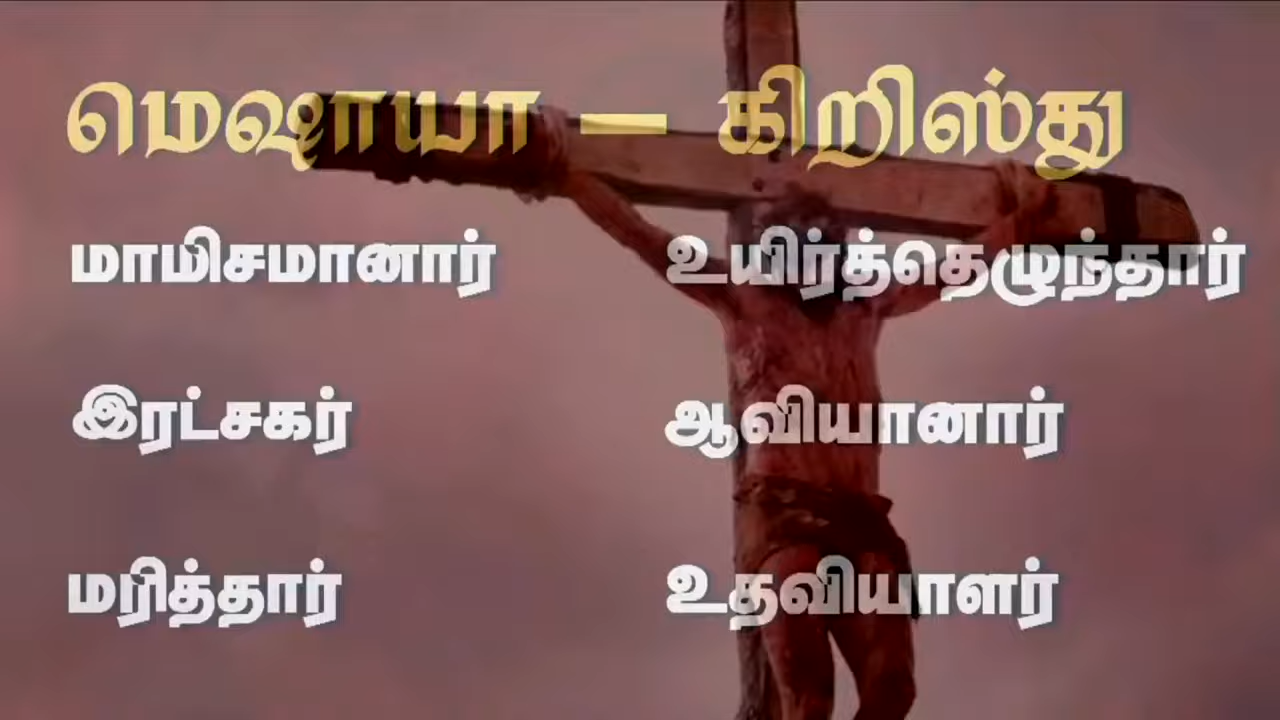 மெஷாயா – கிறிஸ்து
மாமிசமானார் உயிர்த்தெழுந்தார்
இரட்சகர் ஆவியானார்
மரித்தார் உதவியாளர்